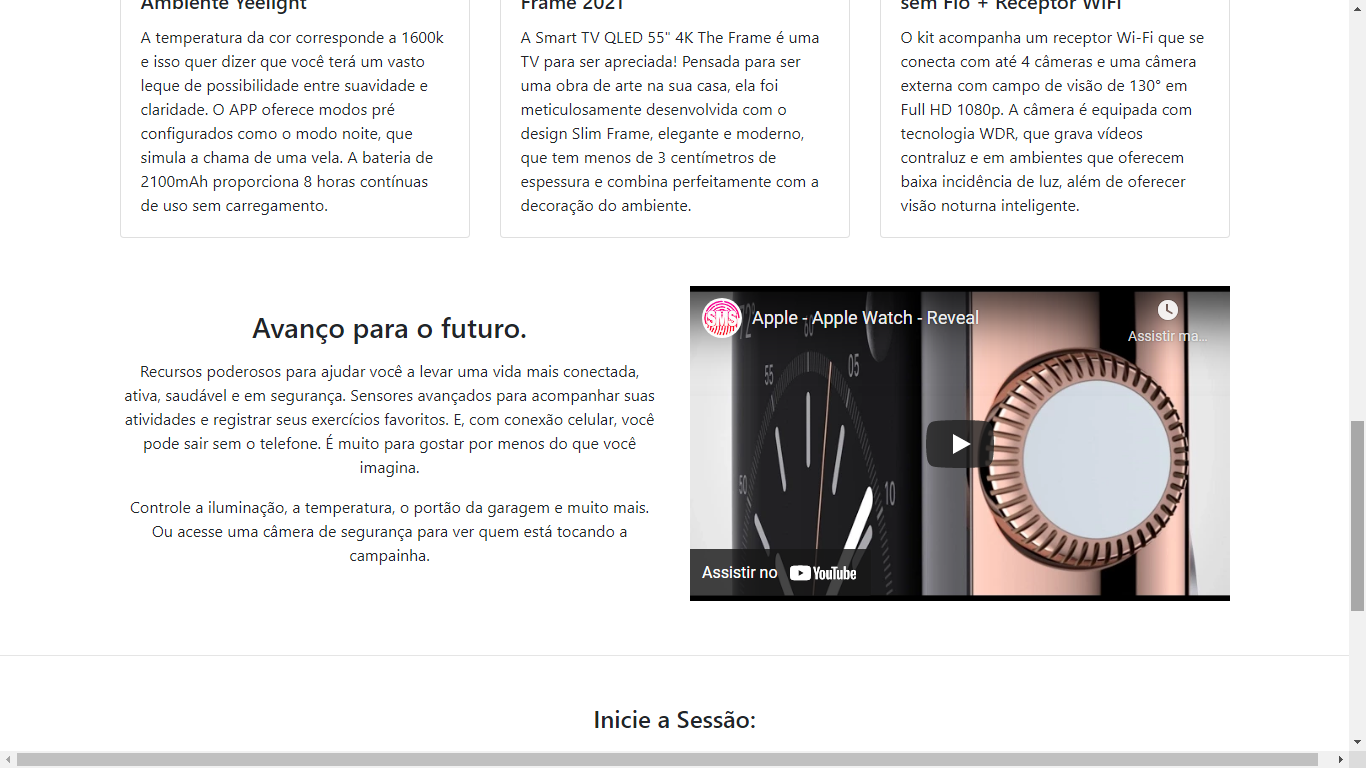 Ambiente Yeelight
A temperatura da cor corresponde a 1600k
e isso quer dizer que você terá um vasto
leque de possibilidade entre suavidade e
claridade. O APP oferece modos pré
configurados como o modo noite, que
simula a chama de uma vela. A bateria de
2100mAh proporciona 8 horas contínuas
de uso sem carregamento.
Frame 2021
A Smart TV QLED 55" 4K The Frame é uma
TV para ser apreciada! Pensada para ser
uma obra de arte na sua casa, ela foi
meticulosamente desenvolvida com o
design Slim Frame, elegante e moderno,
que tem menos de 3 centímetros de
espessura e combina perfeitamente com a
decoração do ambiente.
sem Fio + Receptor WiFi
O kit acompanha um receptor Wi-Fi que se
conecta com até 4 câmeras e uma câmera
externa com campo de visão de 130° em
Full HD 1080p. A câmera é equipada com
tecnologia WDR, que grava vídeos
contraluz e em ambientes que oferecem
baixa incidência de luz, além de oferecer
visão noturna inteligente.
Avanço para o futuro.
Recursos poderosos para ajudar você a levar uma vida mais conectada,
ativa, saudável e em segurança. Sensores avançados para acompanhar suas
atividades e registrar seus exercícios favoritos. E, com conexão celular, você
pode sair sem o telefone. É muito para gostar por menos do que você
imagina.
Controle a iluminação, a temperatura, o portão da garagem e muito mais.
Ou acesse uma câmera de segurança para ver quem está tocando a
campainha.
SMS
Apple - Apple Watch - Reveal
Assistir ma...
72°
60
55
05
50
10
Assistir no YouTube
Inicie a Sessão: